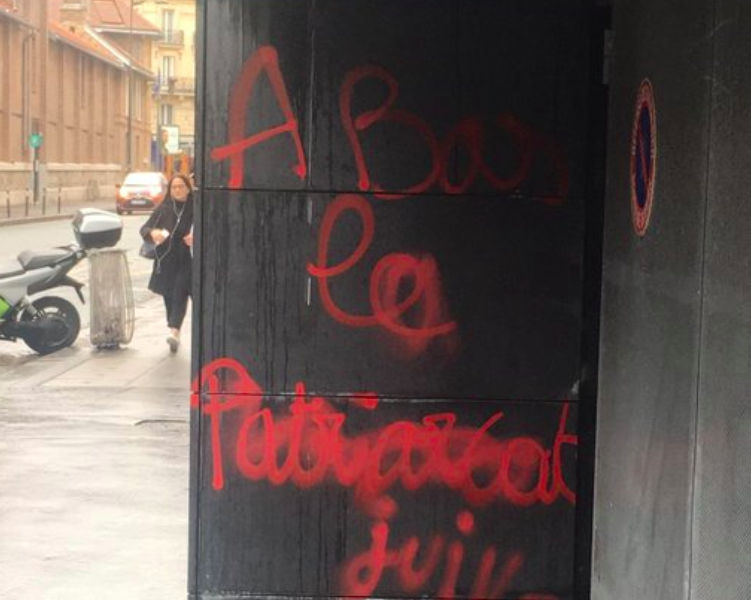 A Bas
le
Patriarcat
juiv